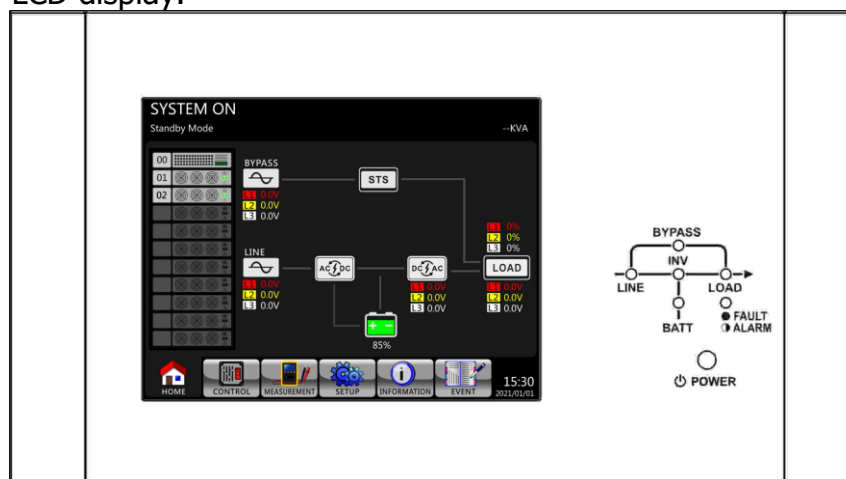 LCD display.
SYSTEM ON
Standby Mode
--KVA
00
01
02
BYPASS
L1 0.0V
L2 0.0V
L3 0.0V
STS
L1 0%
L2 0%
L3 0%
LINE
AC DC
DC AC
LOAD
L1 0.0V
L2 0.0V
L3 0.0V
L1 0.0V
L2 0.0V
L3 0.0V
L1 0.0V
L2 0.0V
L3 0.0V
+ -
85%
HOME
CONTROL
MEASUREMENT
SETUP
INFORMATION
EVENT
15:30
2021/01/01
BYPASS
INV
LINE
LOAD
BATT
FAULT
ALARM
POWER